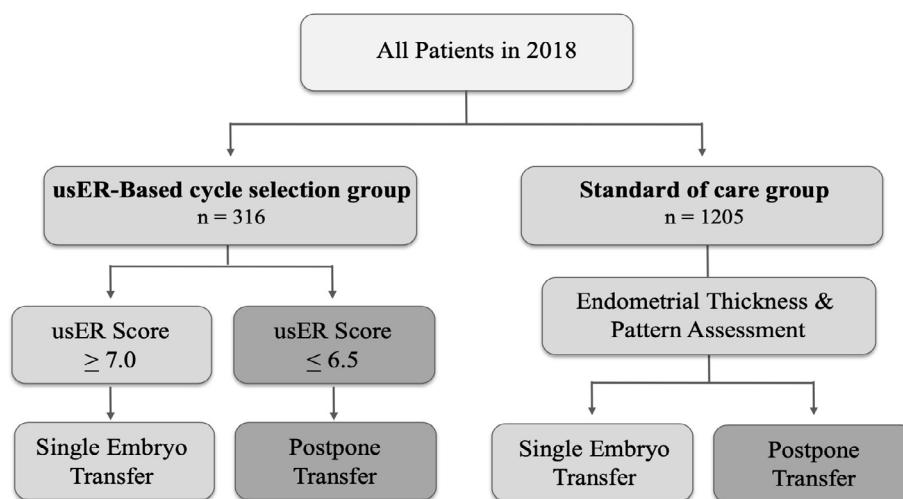 All Patients in 2018
usER-Based cycle selection group
n = 316
Standard of care group
n = 1205
usER Score
≥ 7.0
usER Score
≤ 6.5
Endometrial Thickness &
Pattern Assessment
Single Embryo
Transfer
Postpone
Transfer
Single Embryo
Transfer
Postpone
Transfer